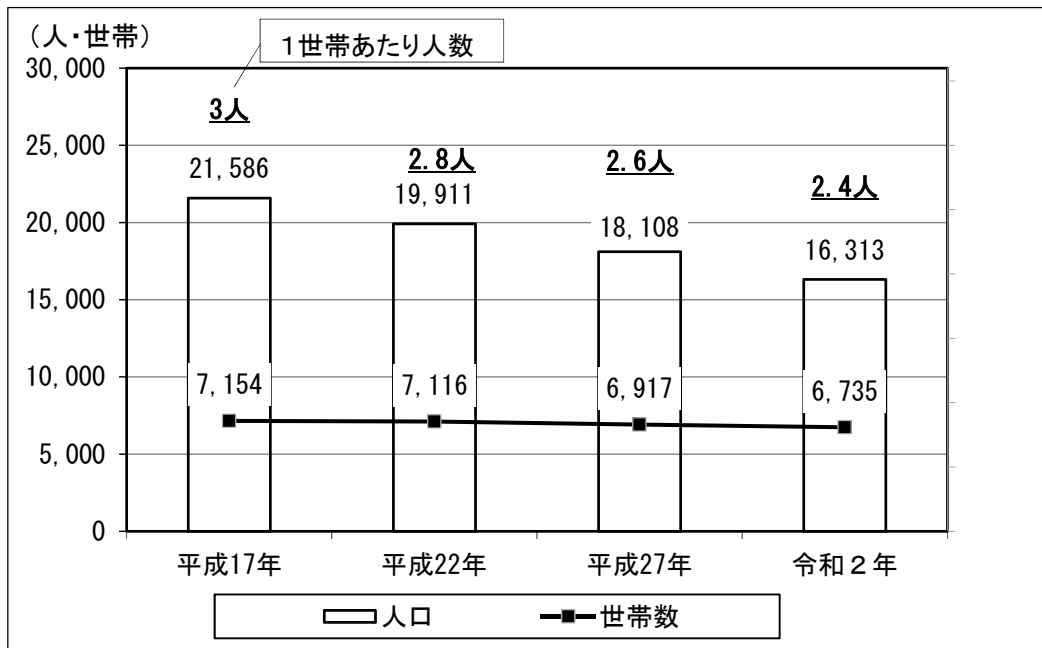 (人・世帯)
１世帯あたり人数
30,000
25,000
20,000
15,000
10,000
5,000
0
3人
2.8人
2.6人
2.4人
21,586
19,911
18,108
16,313
7,154
7,116
6,917
6,735
平成17年
平成22年
平成27年
令和２年
人口
世帯数